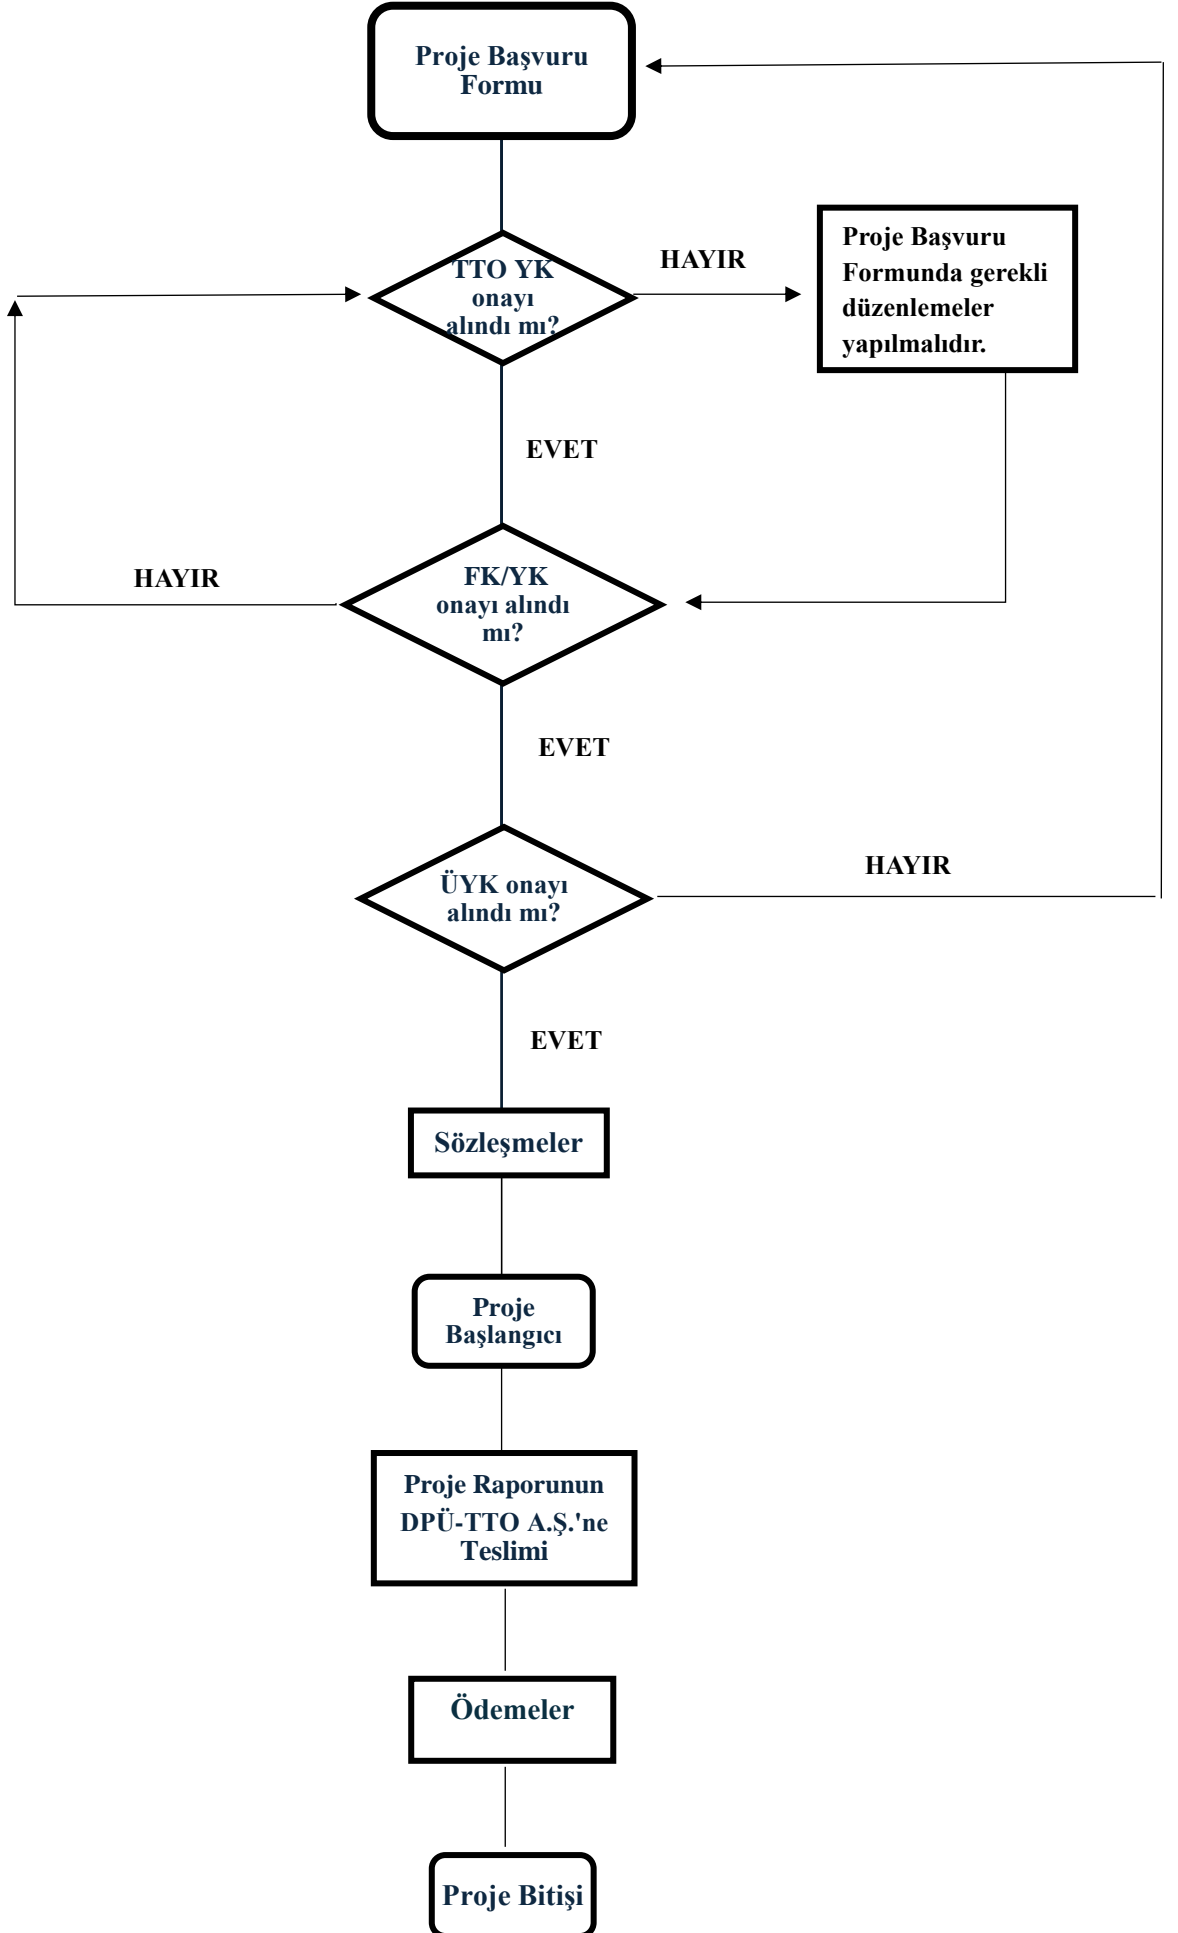 Proje Başvuru
Formu
TTO YK
onayı
alındı mı?
HAYIR
Proje Başvuru
Formunda gerekli
düzenlemeler
yapılmalıdır.
EVET
HAYIR
FK/YK
onayı alındı
mı?
EVET
ÜYK onayı
alındı mı?
HAYIR
EVET
Sözleşmeler
Proje
Başlangıcı
Proje Raporunun
DPÜ-TTO A.Ş.'ne
Teslimi
Ödemeler
Proje Bitişi